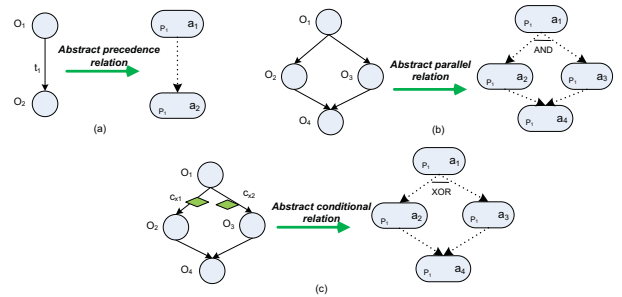 O1
t1
O2
Abstract precedence
relation
P1 a1
P1 a2
(a)
O1
O2
O3
O4
Abstract parallel
relation
P1 a1
AND
P1 a2
P1 a3
P1 a4
(b)
O1
cx1
cx2
O2
O3
O4
Abstract conditional
relation
P1 a1
XOR
P1 a2
P1 a3
P1 a4
(c)